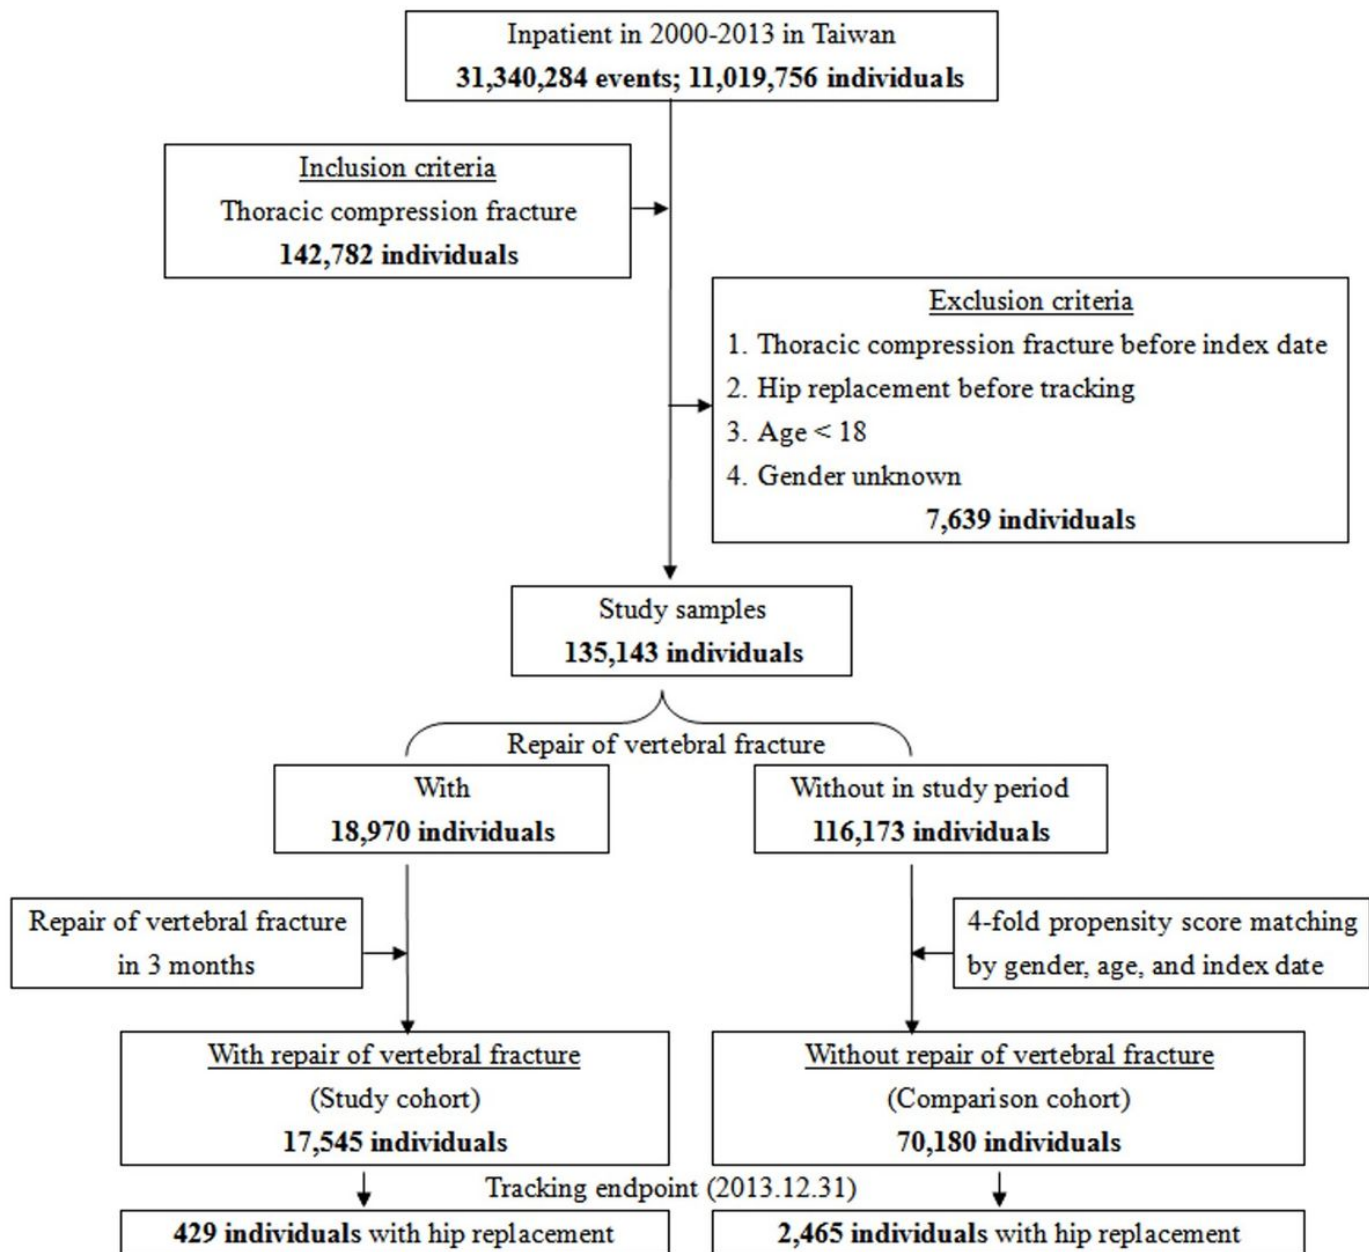 Inpatient in 2000-2013 in Taiwan
31,340,284 events; 11,019,756 individuals
Inclusion criteria
Thoracic compression fracture
142,782 individuals
Exclusion criteria
1. Thoracic compression fracture before index date
2. Hip replacement before tracking
3. Age < 18
4. Gender unknown
7,639 individuals
Study samples
135,143 individuals
Repair of vertebral fracture
With
18,970 individuals
Without in study period
116,173 individuals
Repair of vertebral fracture
in 3 months
4-fold propensity score matching
by gender, age, and index date
With repair of vertebral fracture
(Study cohort)
17,545 individuals
Without repair of vertebral fracture
(Comparison cohort)
70,180 individuals
Tracking endpoint (2013.12.31)
429 individuals with hip replacement
2,465 individuals with hip replacement